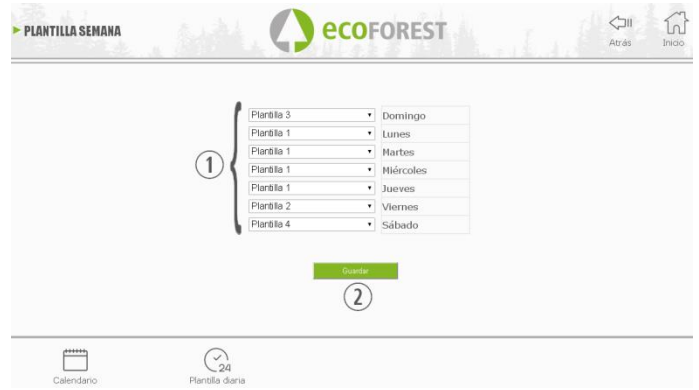 PLANTILLA SEMANA
ecoFOREST
Atrás
Inicio
1
Plantilla 3 Domingo
Plantilla 1 Lunes
Plantilla 1 Martes
Plantilla 1 Miércoles
Plantilla 1 Jueves
Plantilla 2 Viernes
Plantilla 4 Sábado
Guardar
2
Calendario
24
Plantilla diaria